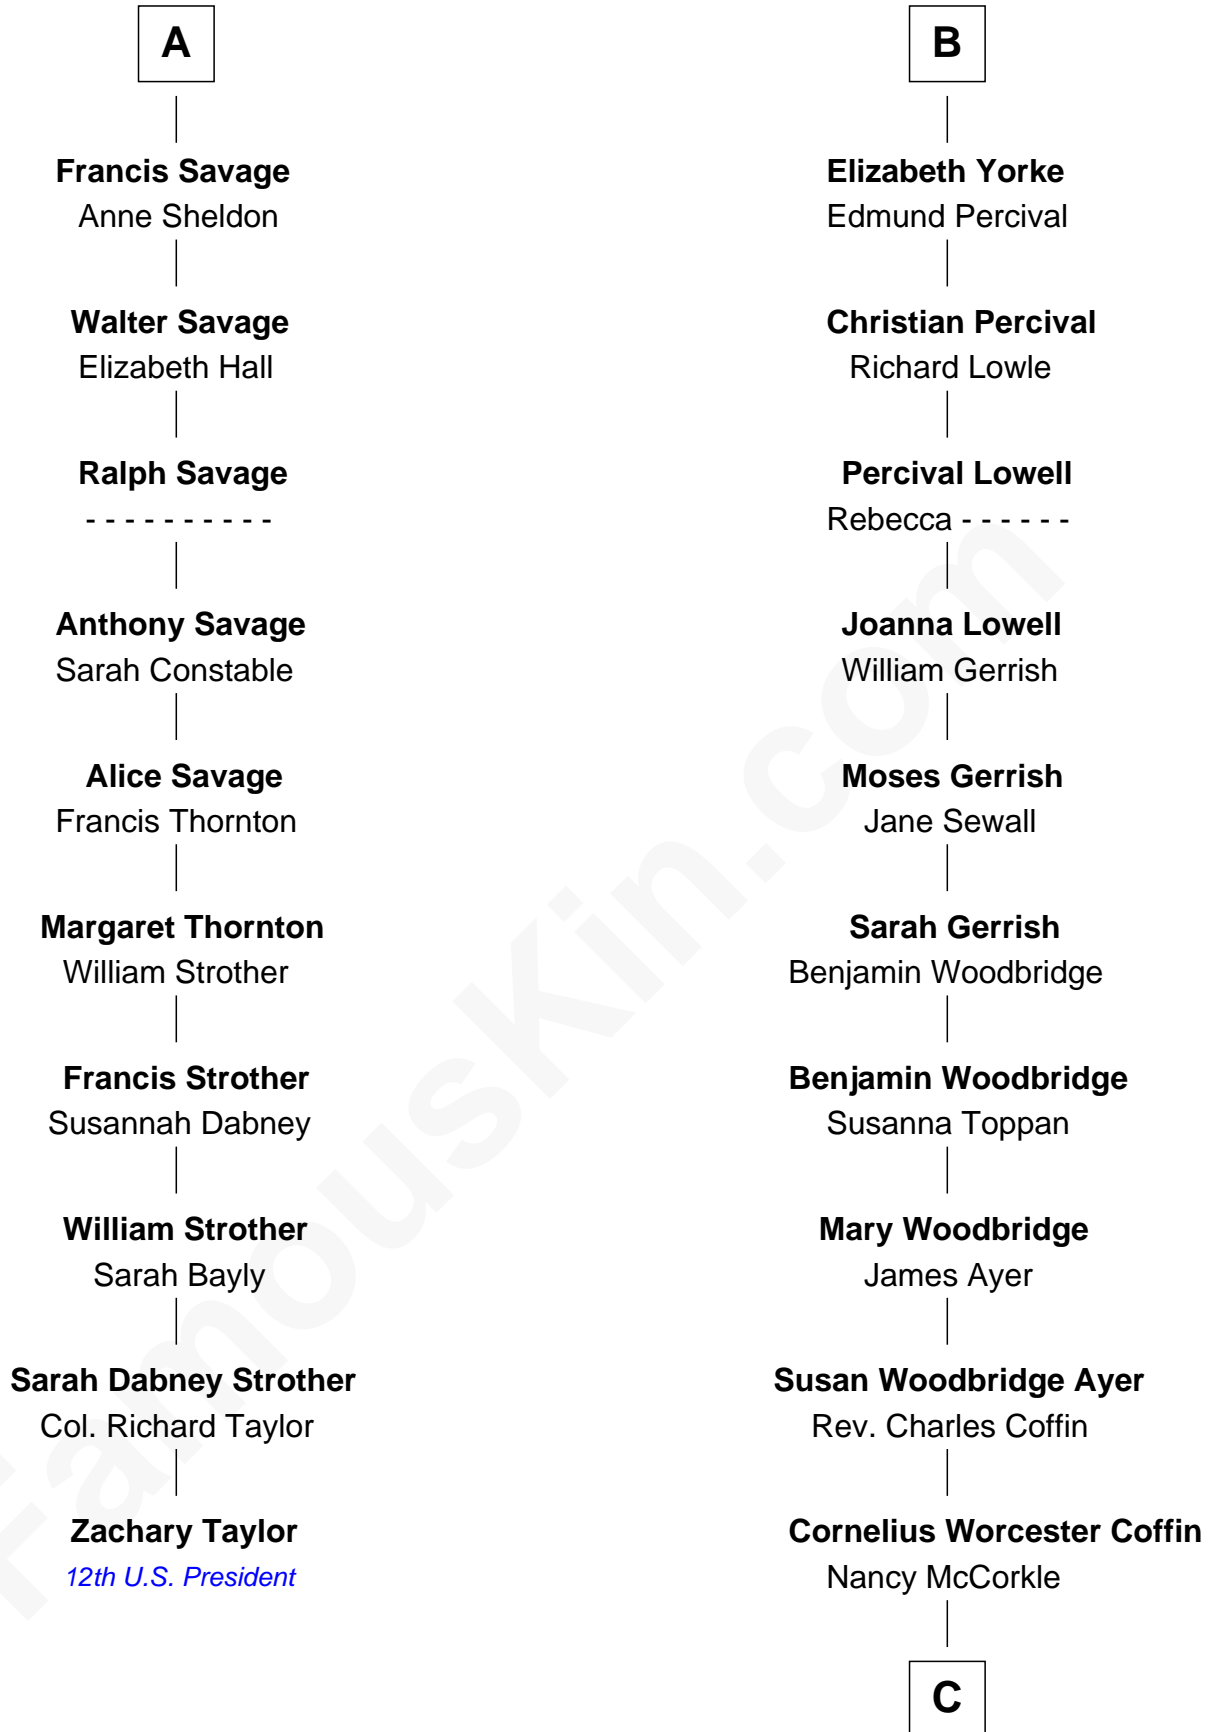 A
Francis Savage
Anne Sheldon
Walter Savage
Elizabeth Hall
Ralph Savage
- - - - - - - - - -
Anthony Savage
Sarah Constable
Alice Savage
Francis Thornton
Margaret Thornton
William Strother
Francis Strother
Susannah Dabney
William Strother
Sarah Bayly
Sarah Dabney Strother
Col. Richard Taylor
Zachary Taylor
12th U.S. President
B
Elizabeth Yorke
Edmund Percival
Christian Percival
Richard Lowle
Percival Lowell
Rebecca - - - - - -
Joanna Lowell
William Gerrish
Moses Gerrish
Jane Sewall
Sarah Gerrish
Benjamin Woodbridge
Benjamin Woodbridge
Susanna Toppan
Mary Woodbridge
James Ayer
Susan Woodbridge Ayer
Rev. Charles Coffin
Cornelius Worcester Coffin
Nancy McCorkle
C
FamousKin.com